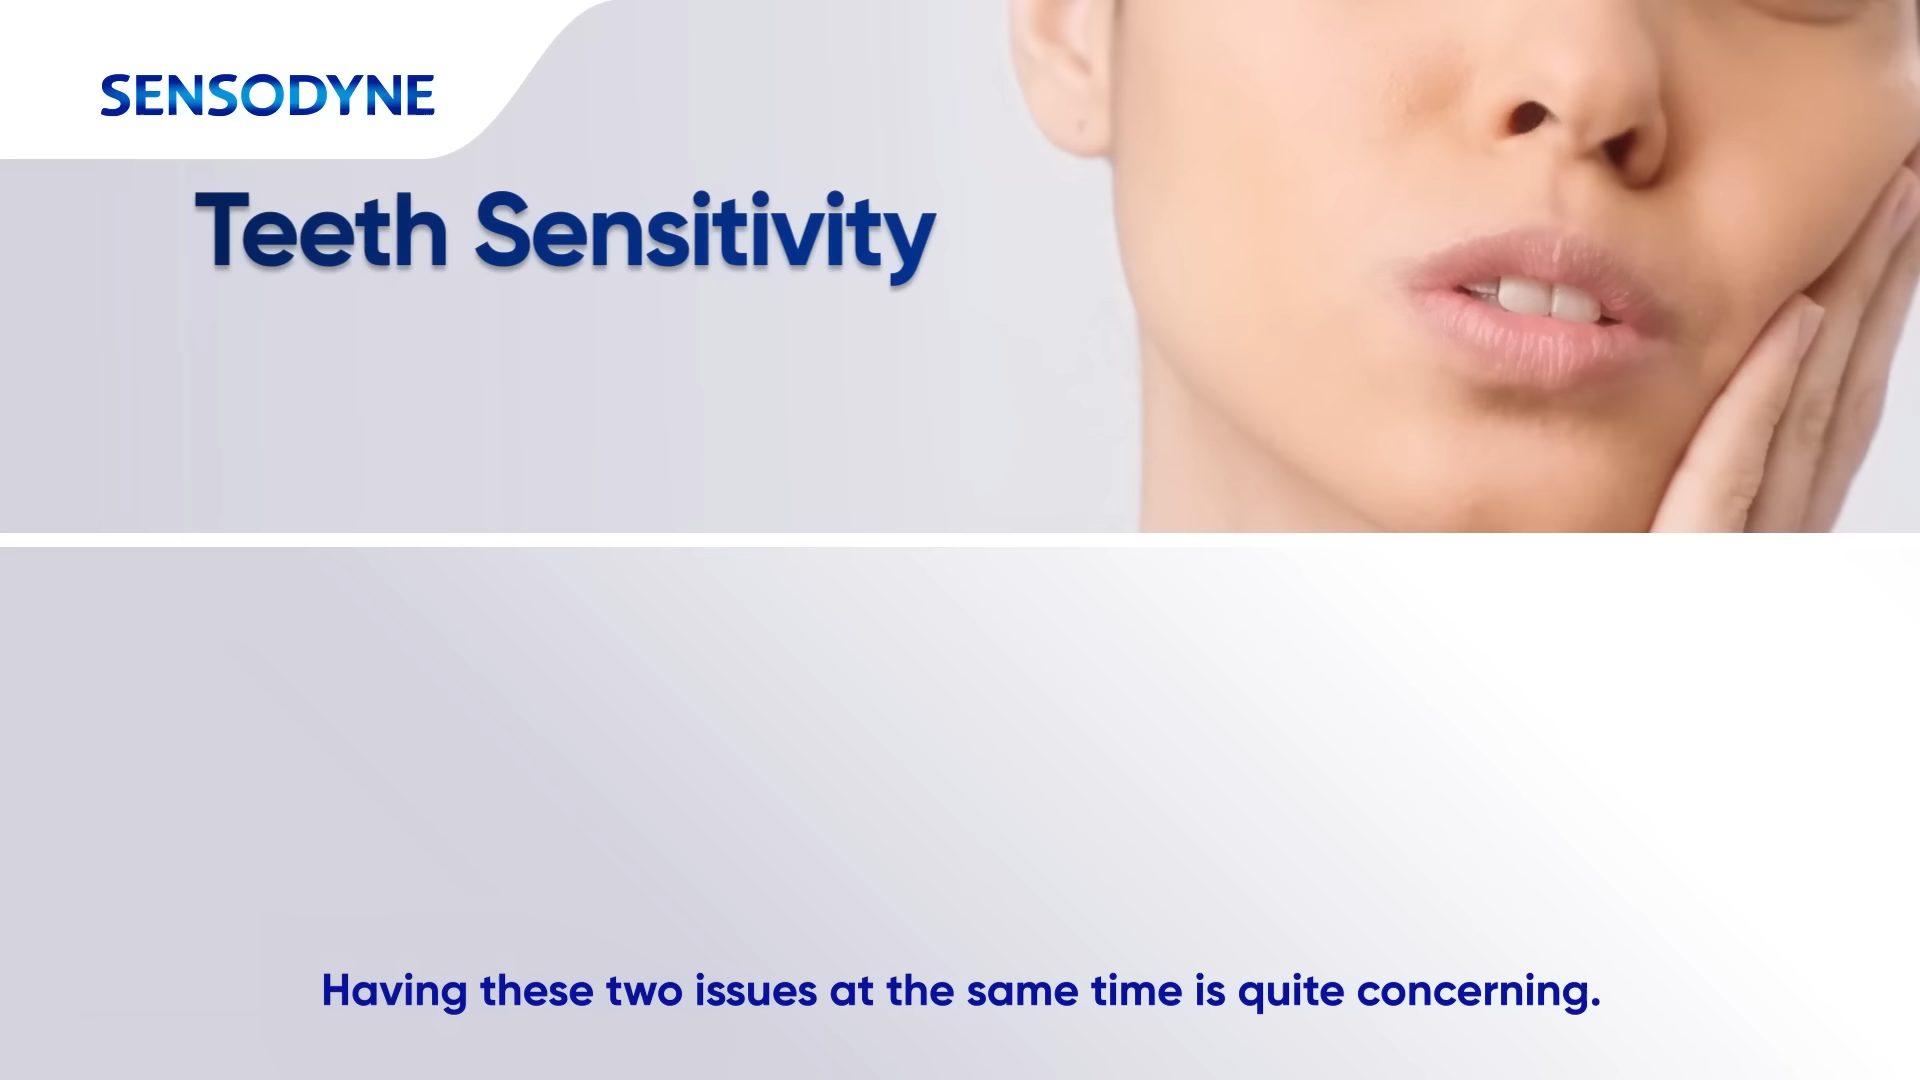 SENSODYNE
Teeth Sensitivity
Having these two issues at the same time is quite concerning.